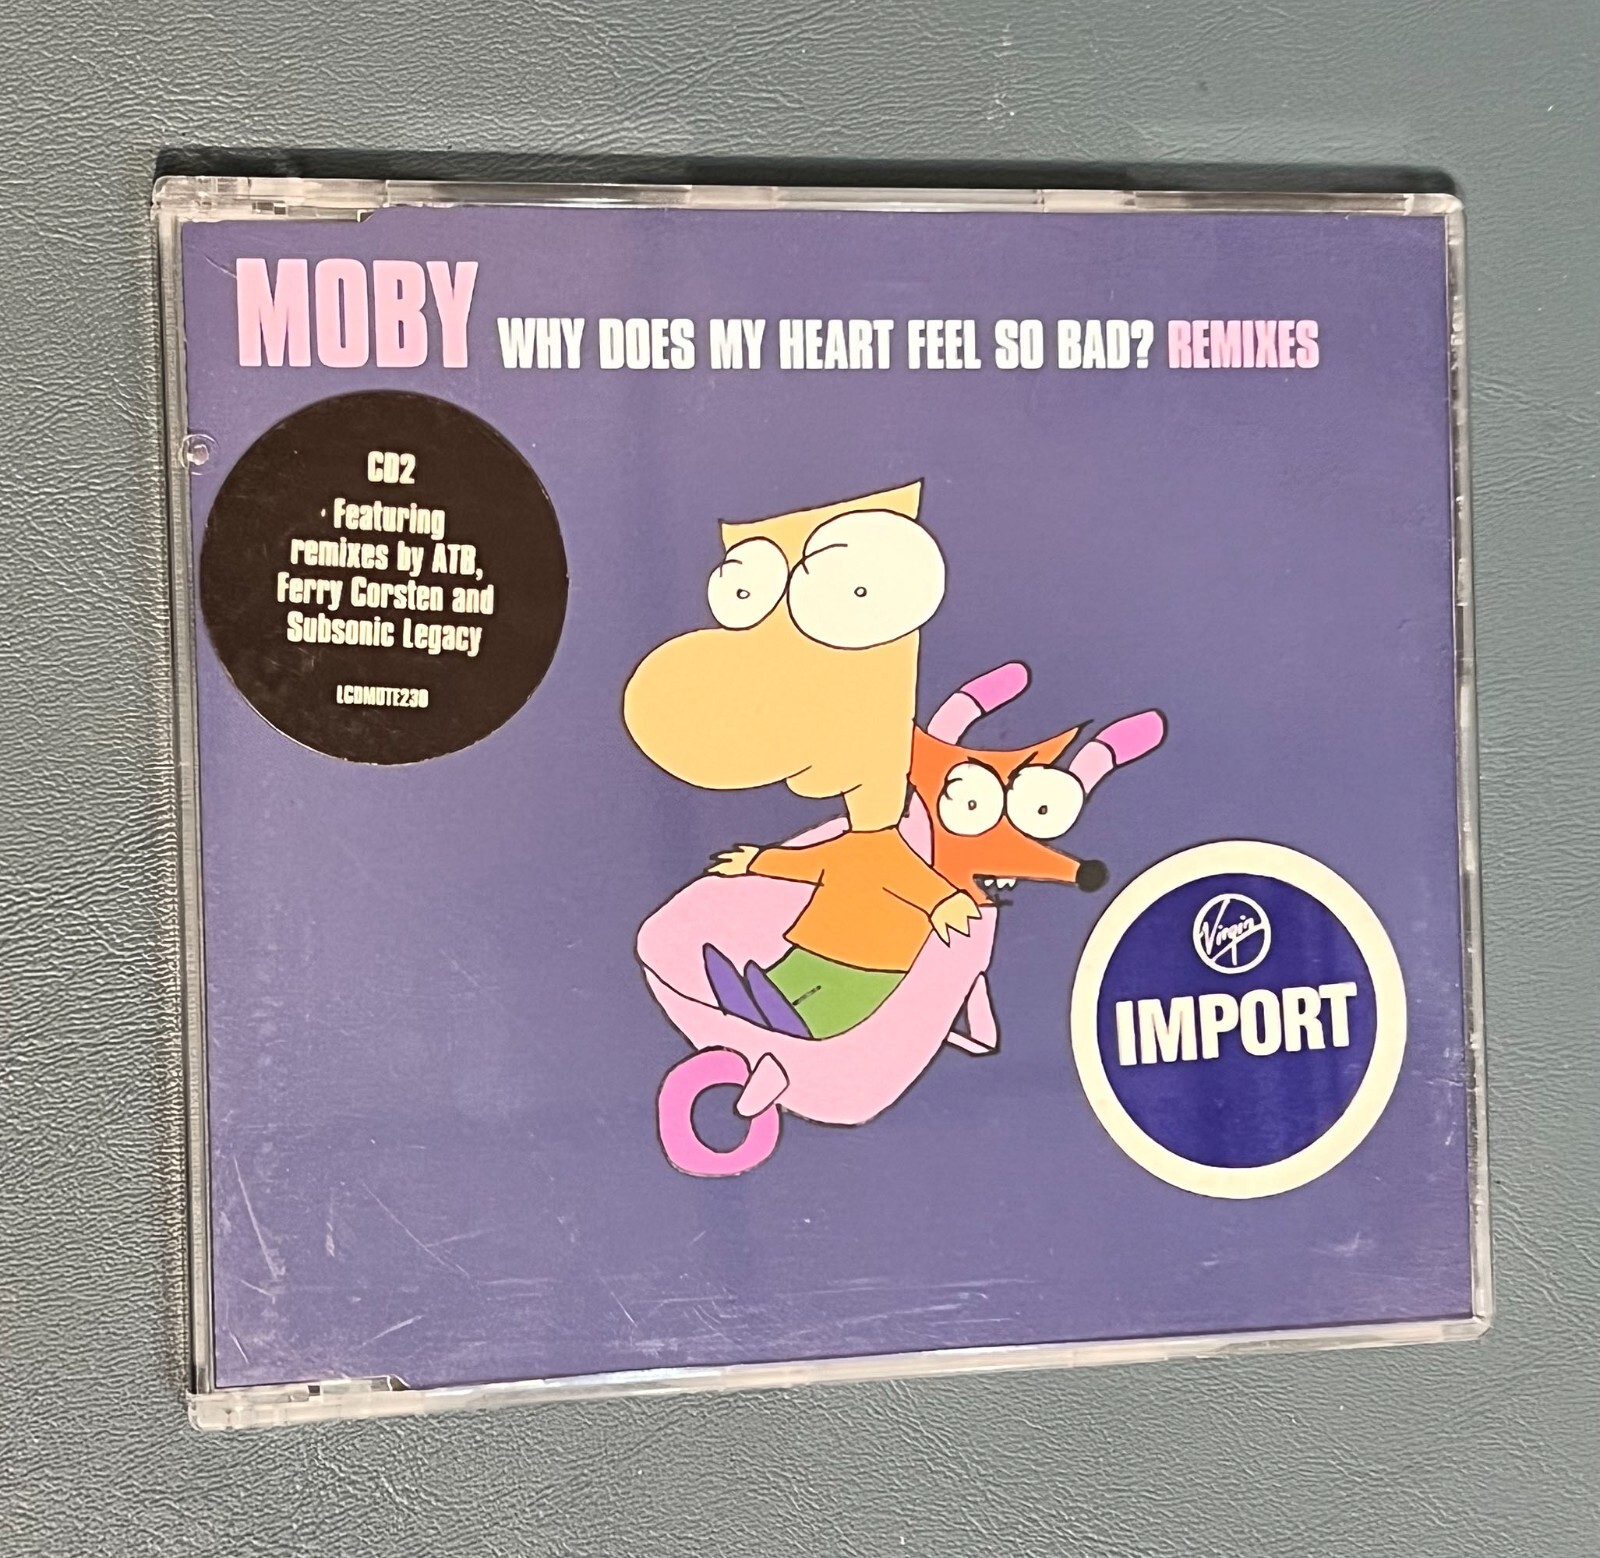 MOBY WHY DOES MY HEART FEEL SO BAD? REMIXES
CD2
Featuring
remixes by ATB,
Ferry Corsten and
Subsonic Legacy
LCDMUTE230
Virgin
IMPORT